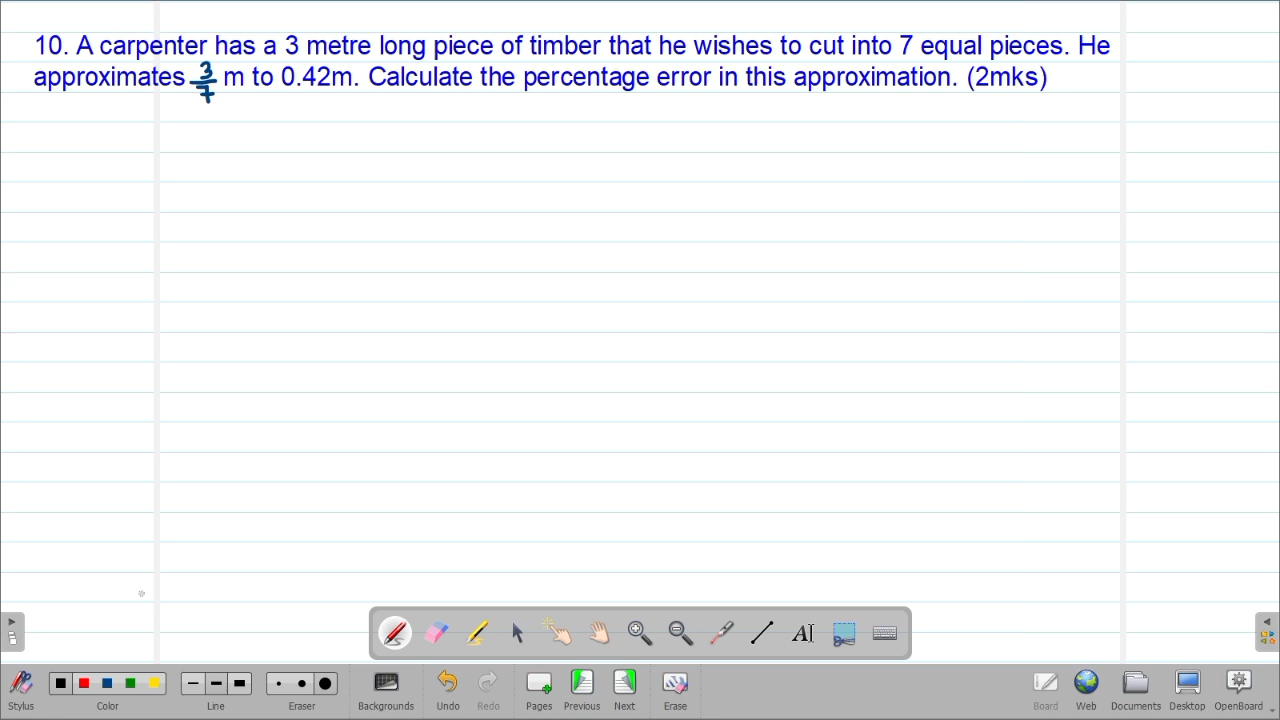 10. A carpenter has a 3 metre long piece of timber that he wishes to cut into 7 equal pieces. He
approximates 3/7 m to 0.42m. Calculate the percentage error in this approximation. (2mks)
Stylus Color Line Eraser Backgrounds Undo Redo Pages Previous Next Erase Board Web Documents Desktop OpenBoard